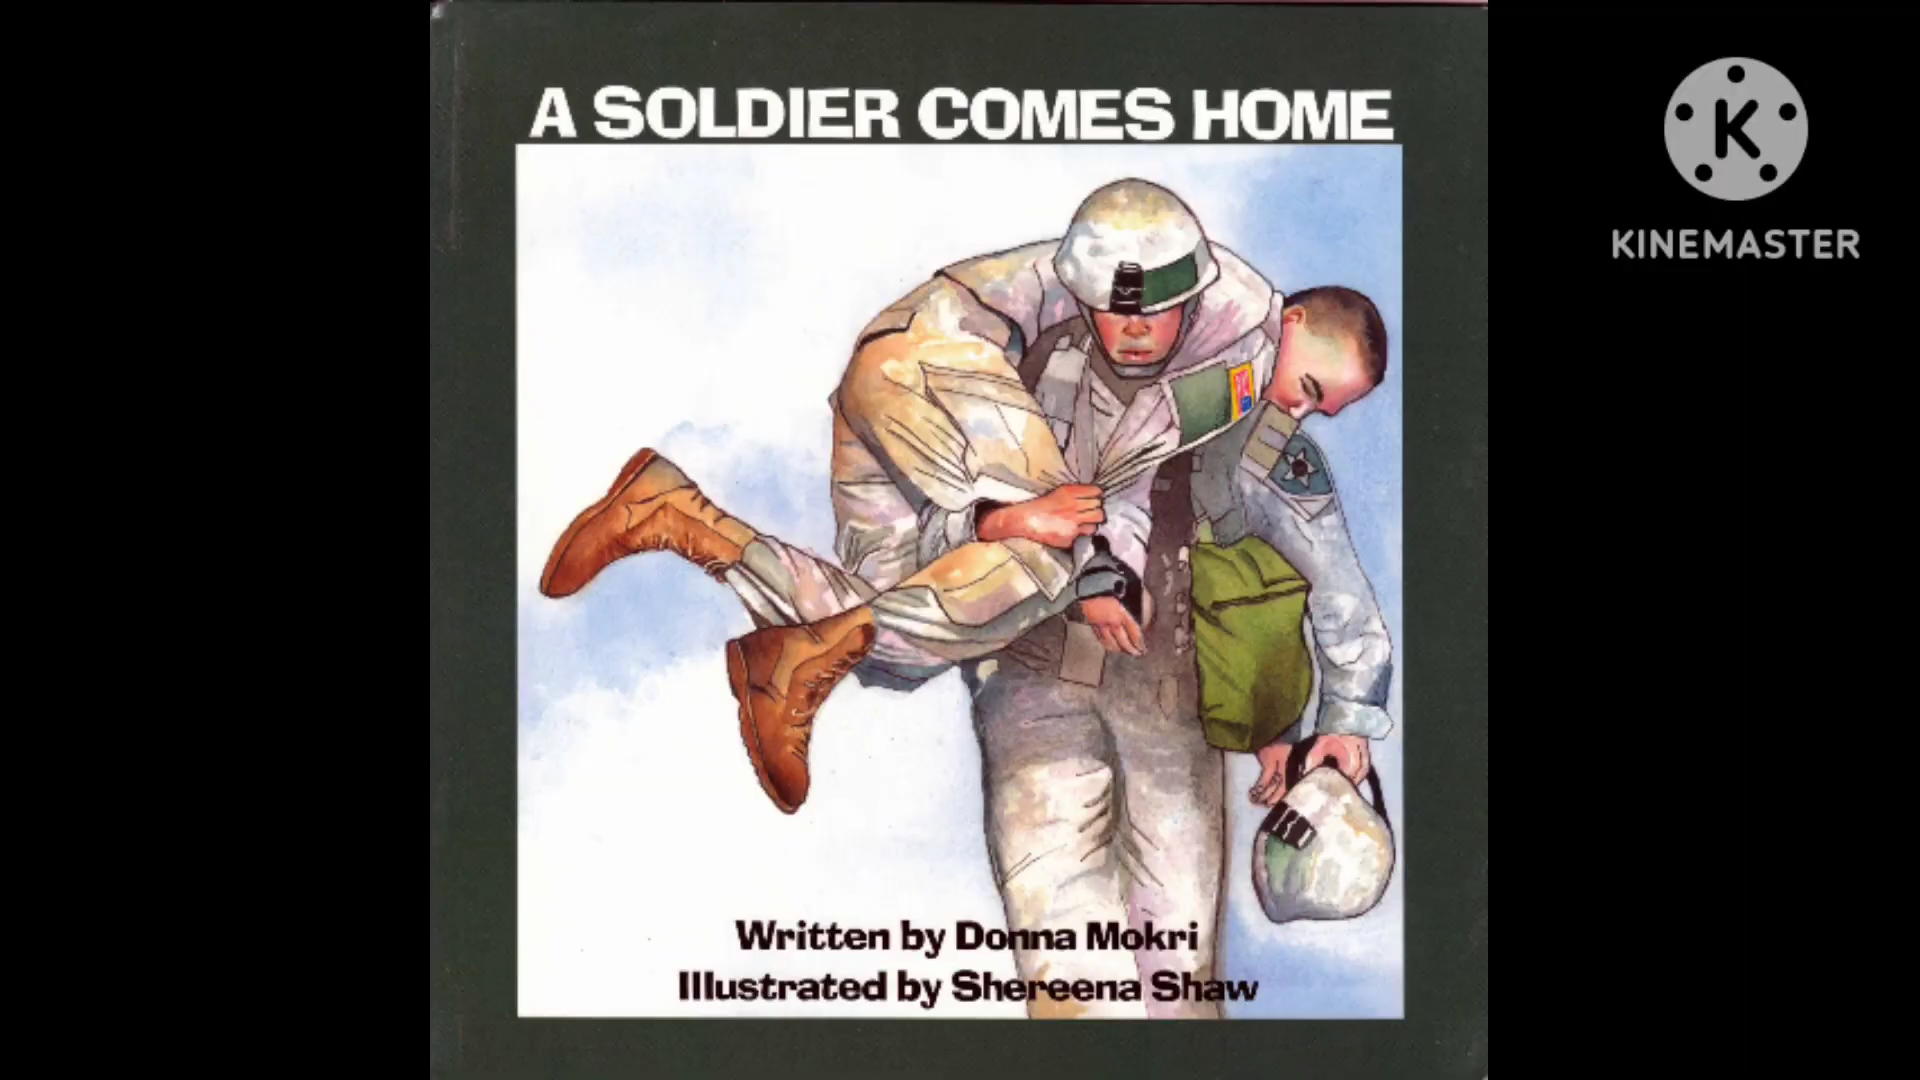 A SOLDIER COMES HOME
K
KINEMASTER
Written by Donna Mokri
Illustrated by Shereena Shaw